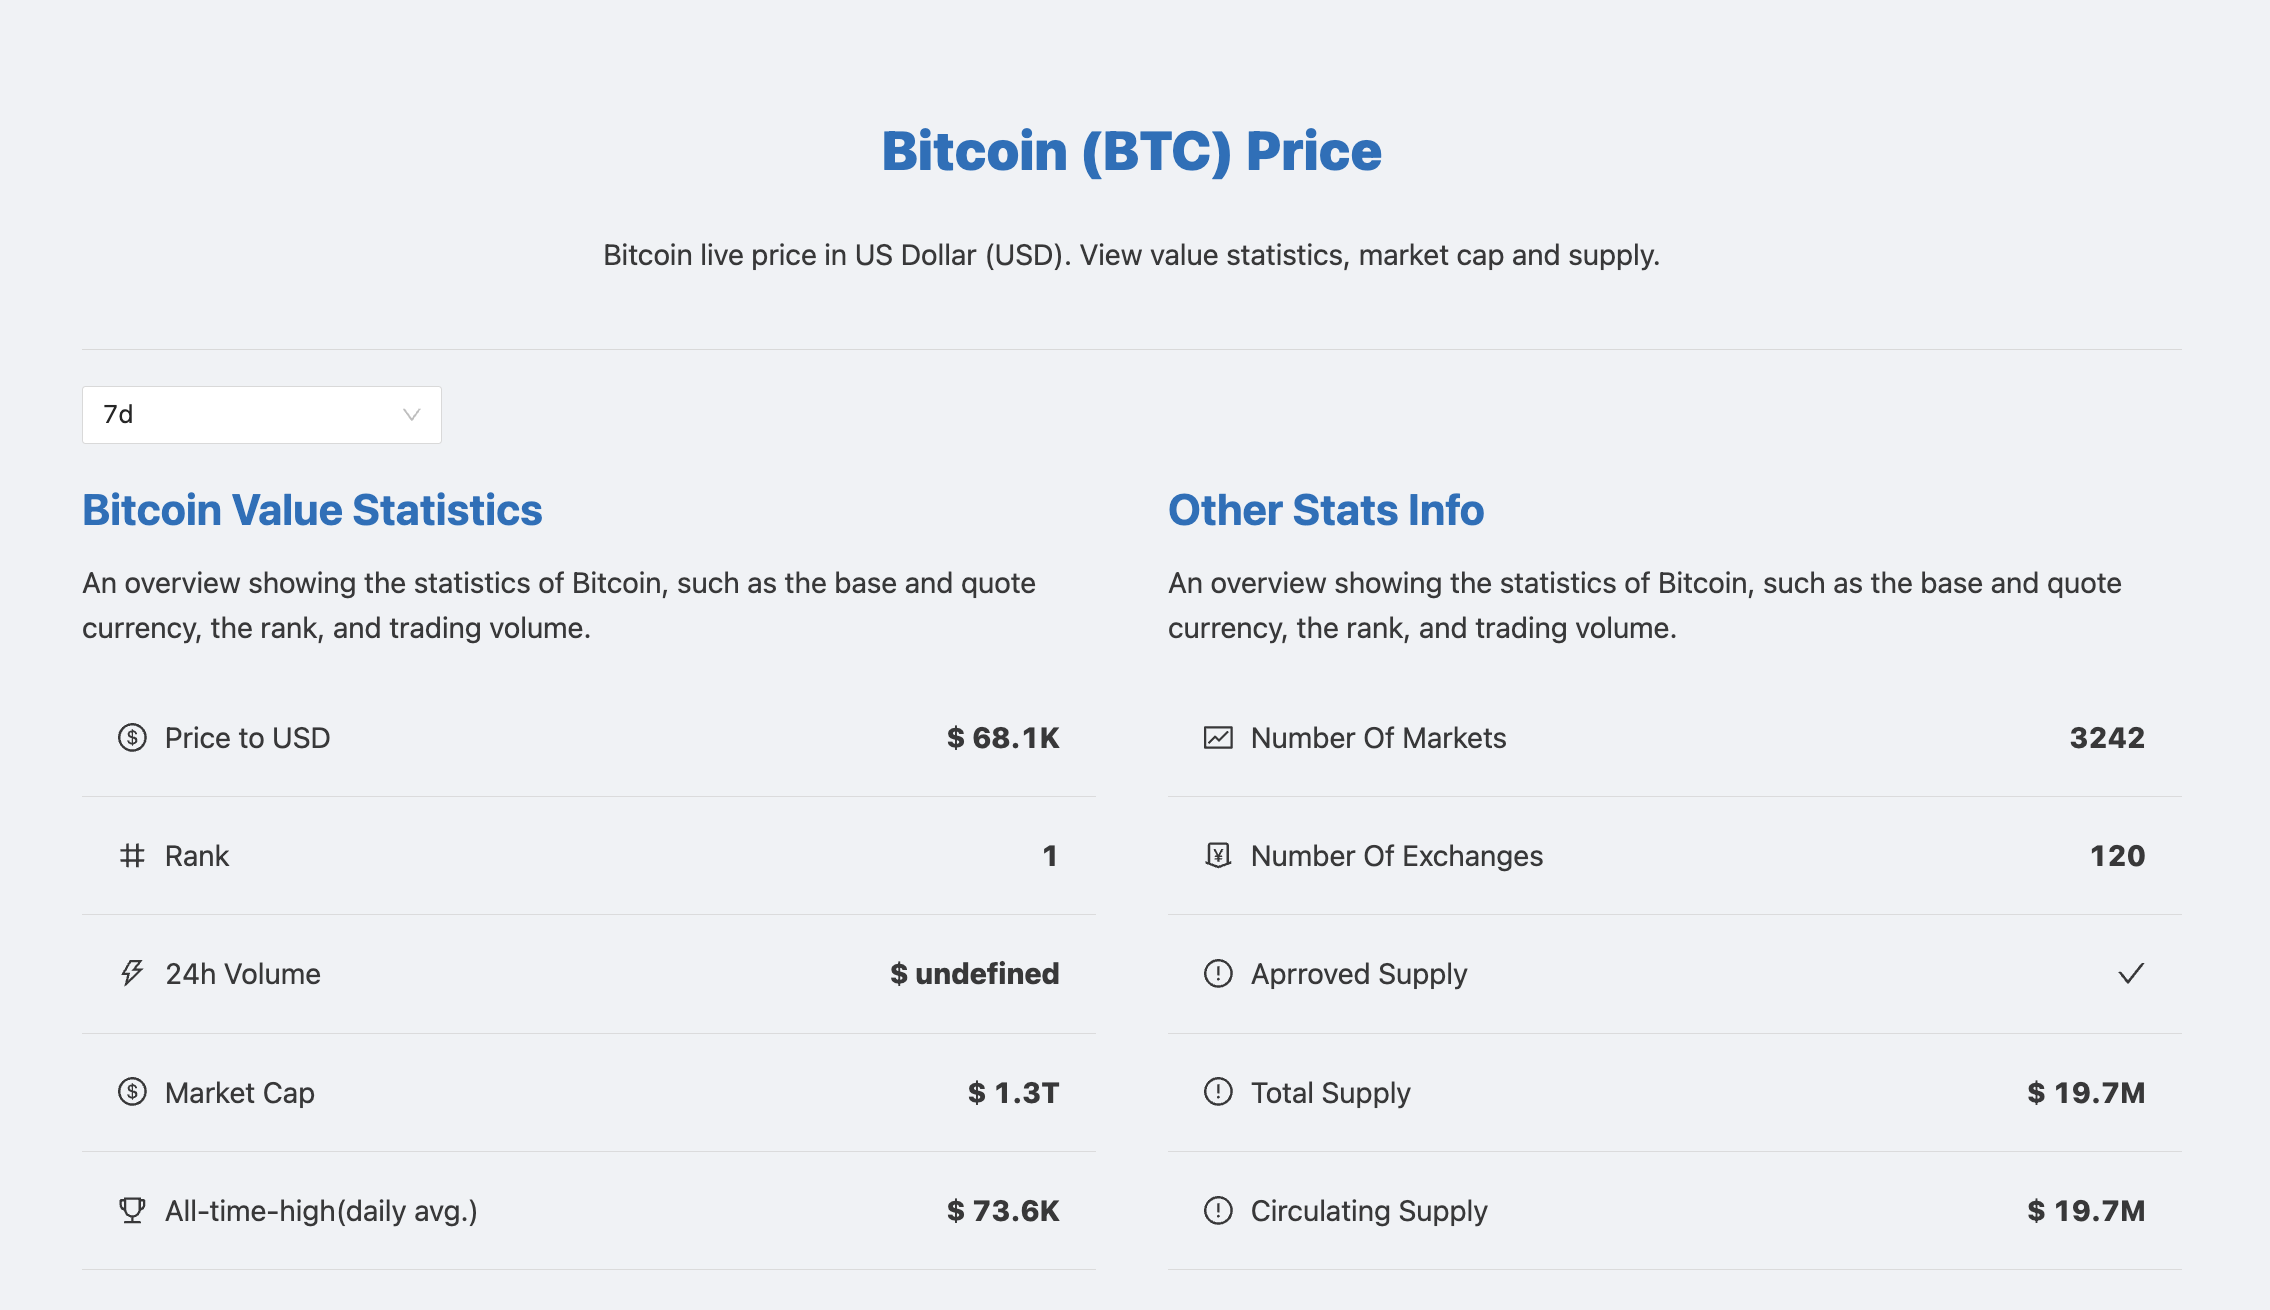 Bitcoin (BTC) Price
Bitcoin live price in US Dollar (USD). View value statistics, market cap and supply.
7d
Bitcoin Value Statistics
An overview showing the statistics of Bitcoin, such as the base and quote
currency, the rank, and trading volume.
Price to USD $ 68.1K
Rank 1
24h Volume $ undefined
Market Cap $ 1.3T
All-time-high(daily avg.) $ 73.6K
Other Stats Info
An overview showing the statistics of Bitcoin, such as the base and quote
currency, the rank, and trading volume.
Number Of Markets 3242
Number Of Exchanges 120
Aprroved Supply
Total Supply $ 19.7M
Circulating Supply $ 19.7M